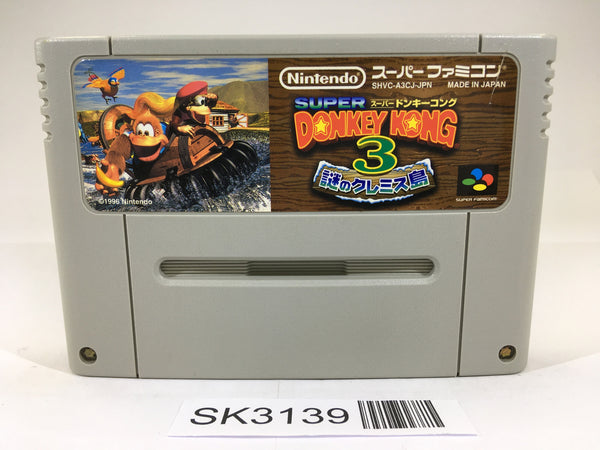 Nintendo スーパーファミコン
SHVC-A3CJ-JPN MADE IN JAPAN
SUPER スーパードンキーコング
DONKEY KONG
3
謎のクレミス島
SUPER FAMICOM
©1996 Nintendo
SK3139